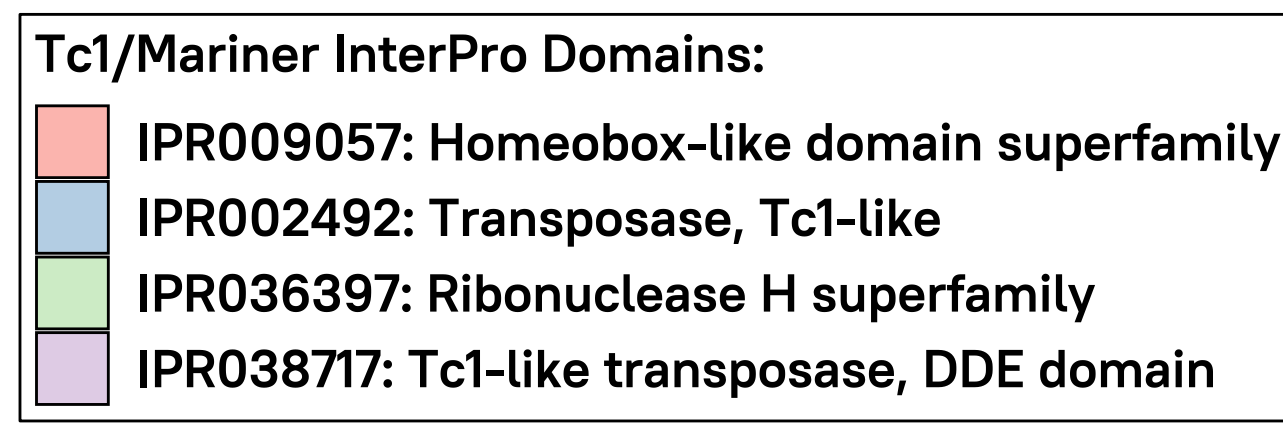 Tc1/Mariner InterPro Domains:
IPR009057: Homeobox-like domain superfamily
IPR002492: Transposase, Tc1-like
IPR036397: Ribonuclease H superfamily
IPR038717: Tc1-like transposase, DDE domain